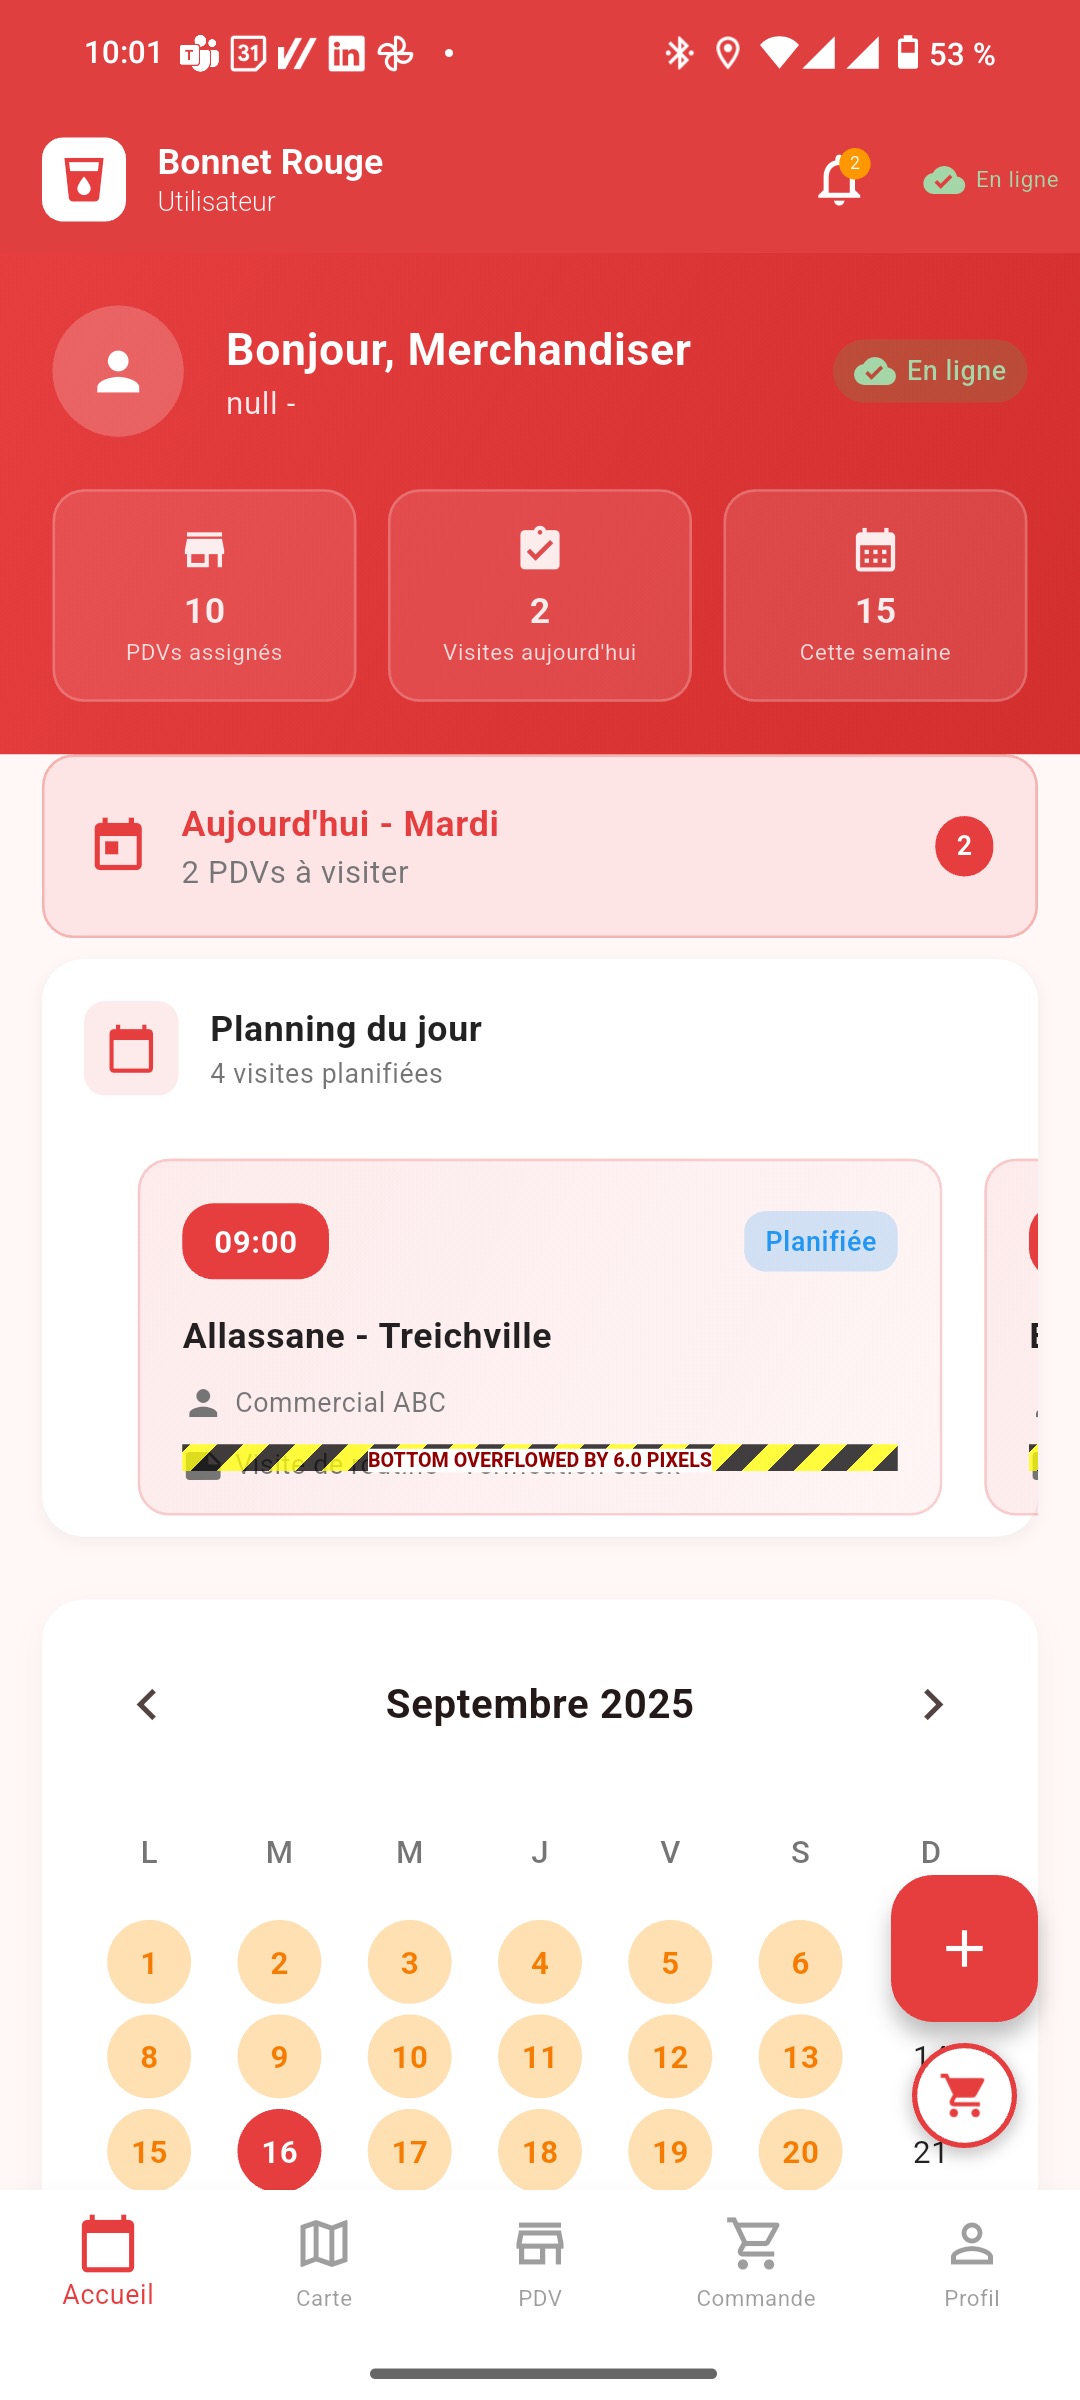 10:01
31
53 %
Bonnet Rouge
Utilisateur
2
En ligne
Bonjour, Merchandiser
null -
En ligne
10
PDVs assignés
2
Visites aujourd'hui
15
Cette semaine
Aujourd'hui - Mardi
2 PDVs à visiter
2
Planning du jour
4 visites planifiées
09:00
Planifiée
Allassane - Treichville
Commercial ABC
Visite de routine - Vérification stock
BOTTOM OVERFLOWED BY 6.0 PIXELS
Septembre 2025
L M M J V S D
1 2 3 4 5 6
8 9 10 11 12 13
15 16 17 18 19 20 21
Accueil
Carte
PDV
Commande
Profil